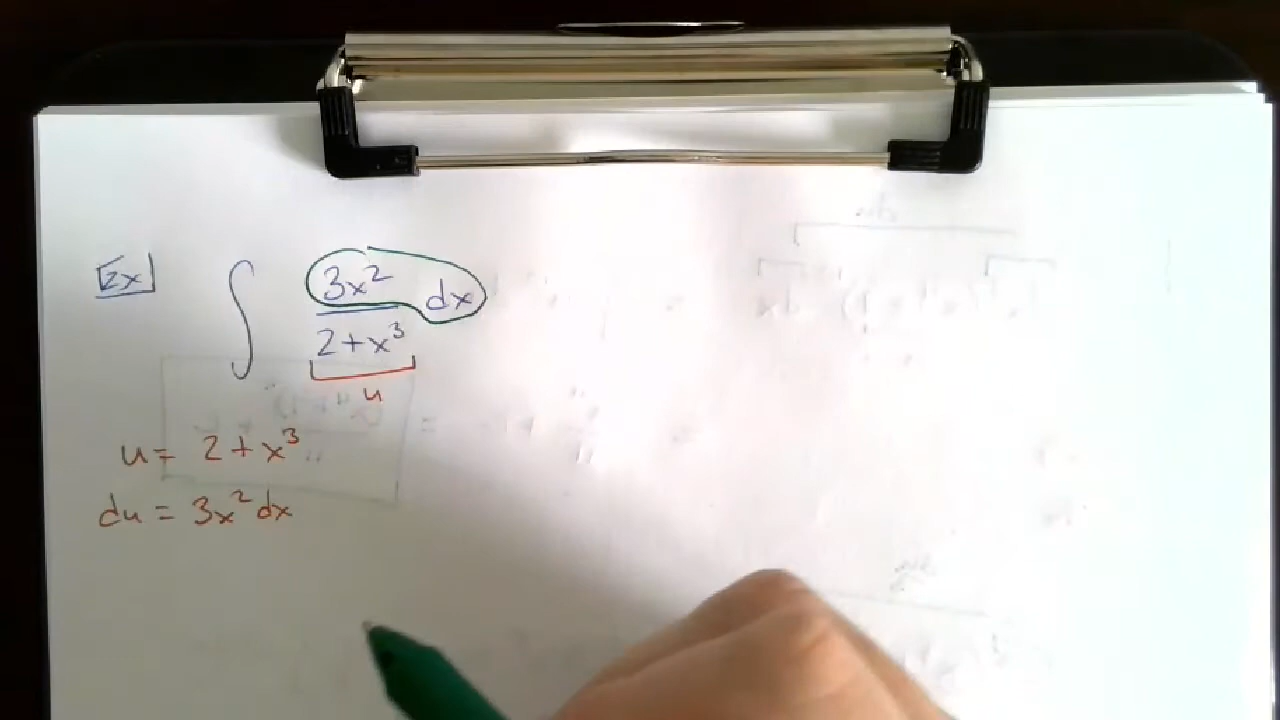 Ex ∫ 3x² / 2+x³ dx
u
u = 2 + x³
du = 3x² dx